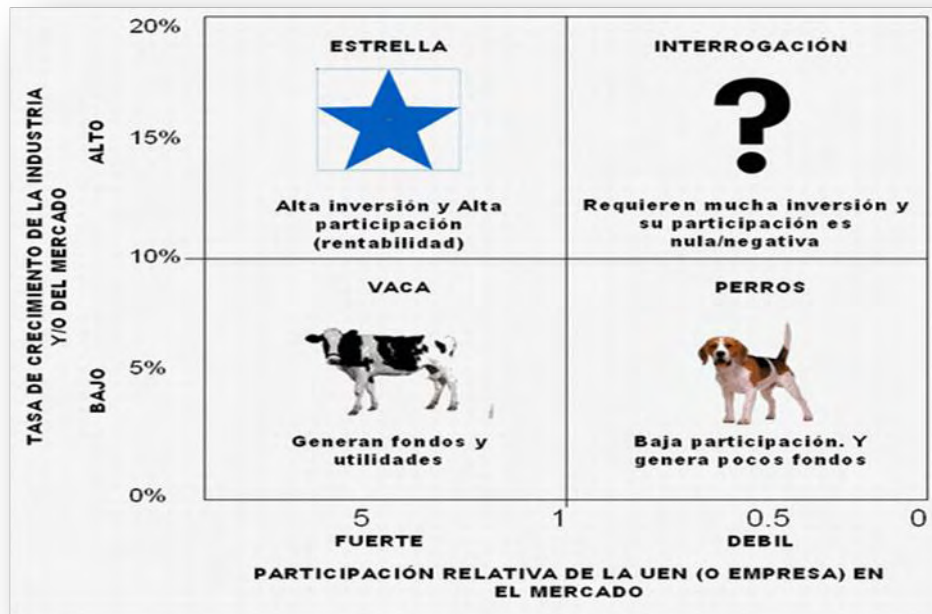 TASA DE CRECIMIENTO DE LA INDUSTRIA
Y/O DEL MERCADO
ALTO
BAJO
20%
15%
10%
5%
0%
ESTRELLA
Alta inversión y Alta
participación
(rentabilidad)
INTERROGACIÓN
?
Requieren mucha inversión y
su participación es
nula/negativa
VACA
Generan fondos y
utilidades
PERROS
Baja participación. Y
genera pocos fondos
5 1 0.5 0
FUERTE DEBIL
PARTICIPACIÓN RELATIVA DE LA UEN (O EMPRESA) EN
EL MERCADO